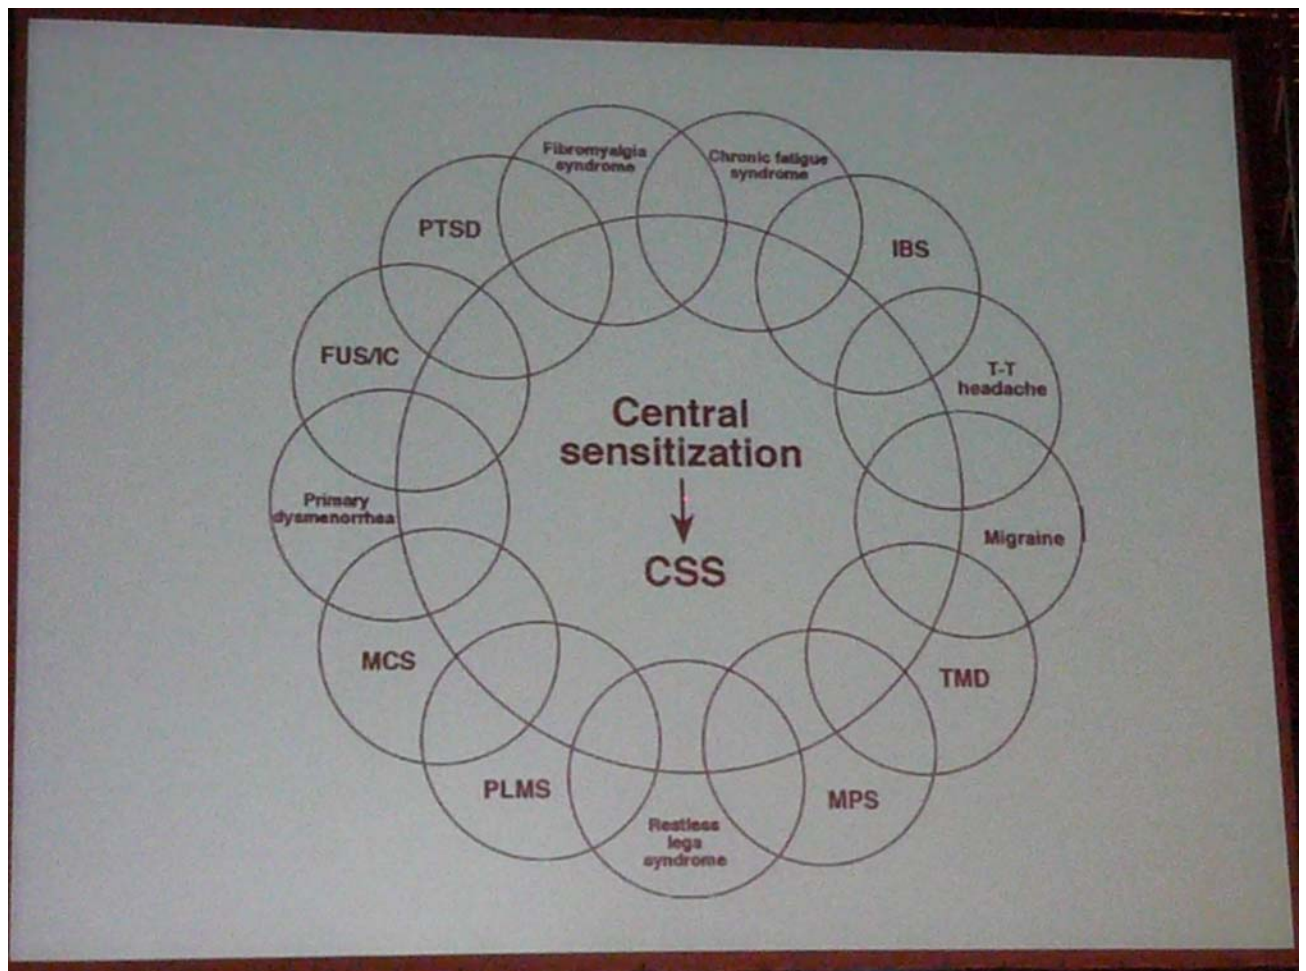 Fibromyalgia
syndrome
Chronic fatigue
syndrome
PTSD
IBS
FUS/IC
T-T
headache
Central
sensitization
CSS
Primary
dysmenorrhea
Migraine
MCS
TMD
PLMS
MPS
Restless
legs
syndrome